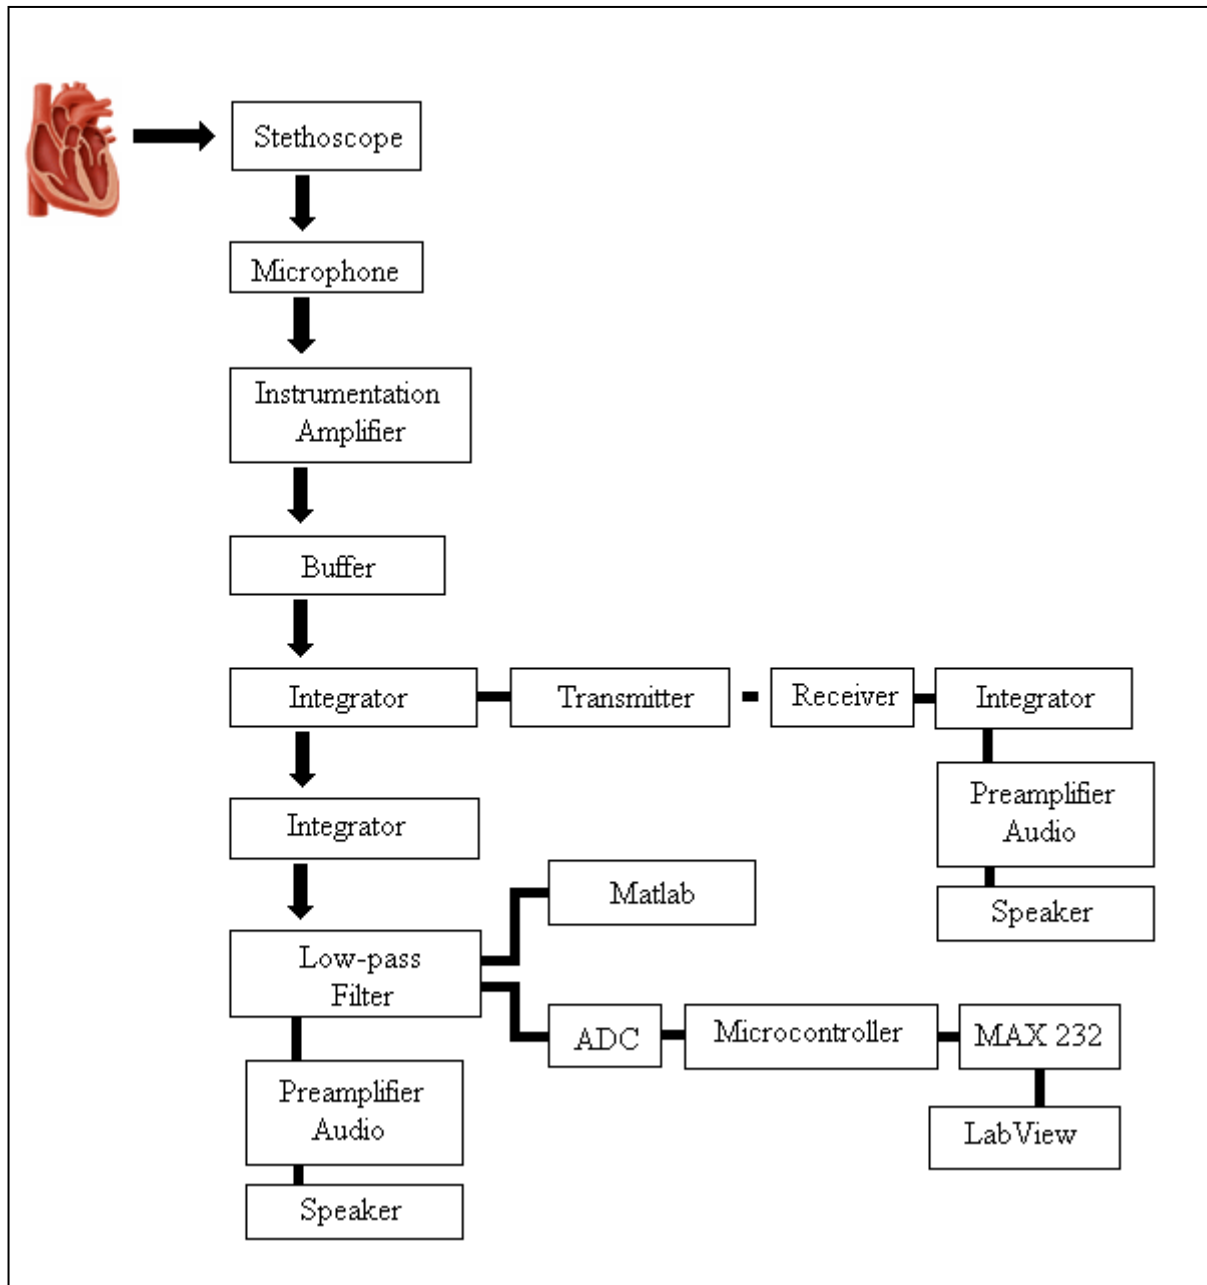 Stethoscope
Microphone
Instrumentation
Amplifier
Buffer
Integrator
Transmitter
Receiver
Integrator
Integrator
Preamplifier
Audio
Speaker
Matlab
Low-pass
Filter
ADC
Microcontroller
MAX 232
LabView
Preamplifier
Audio
Speaker